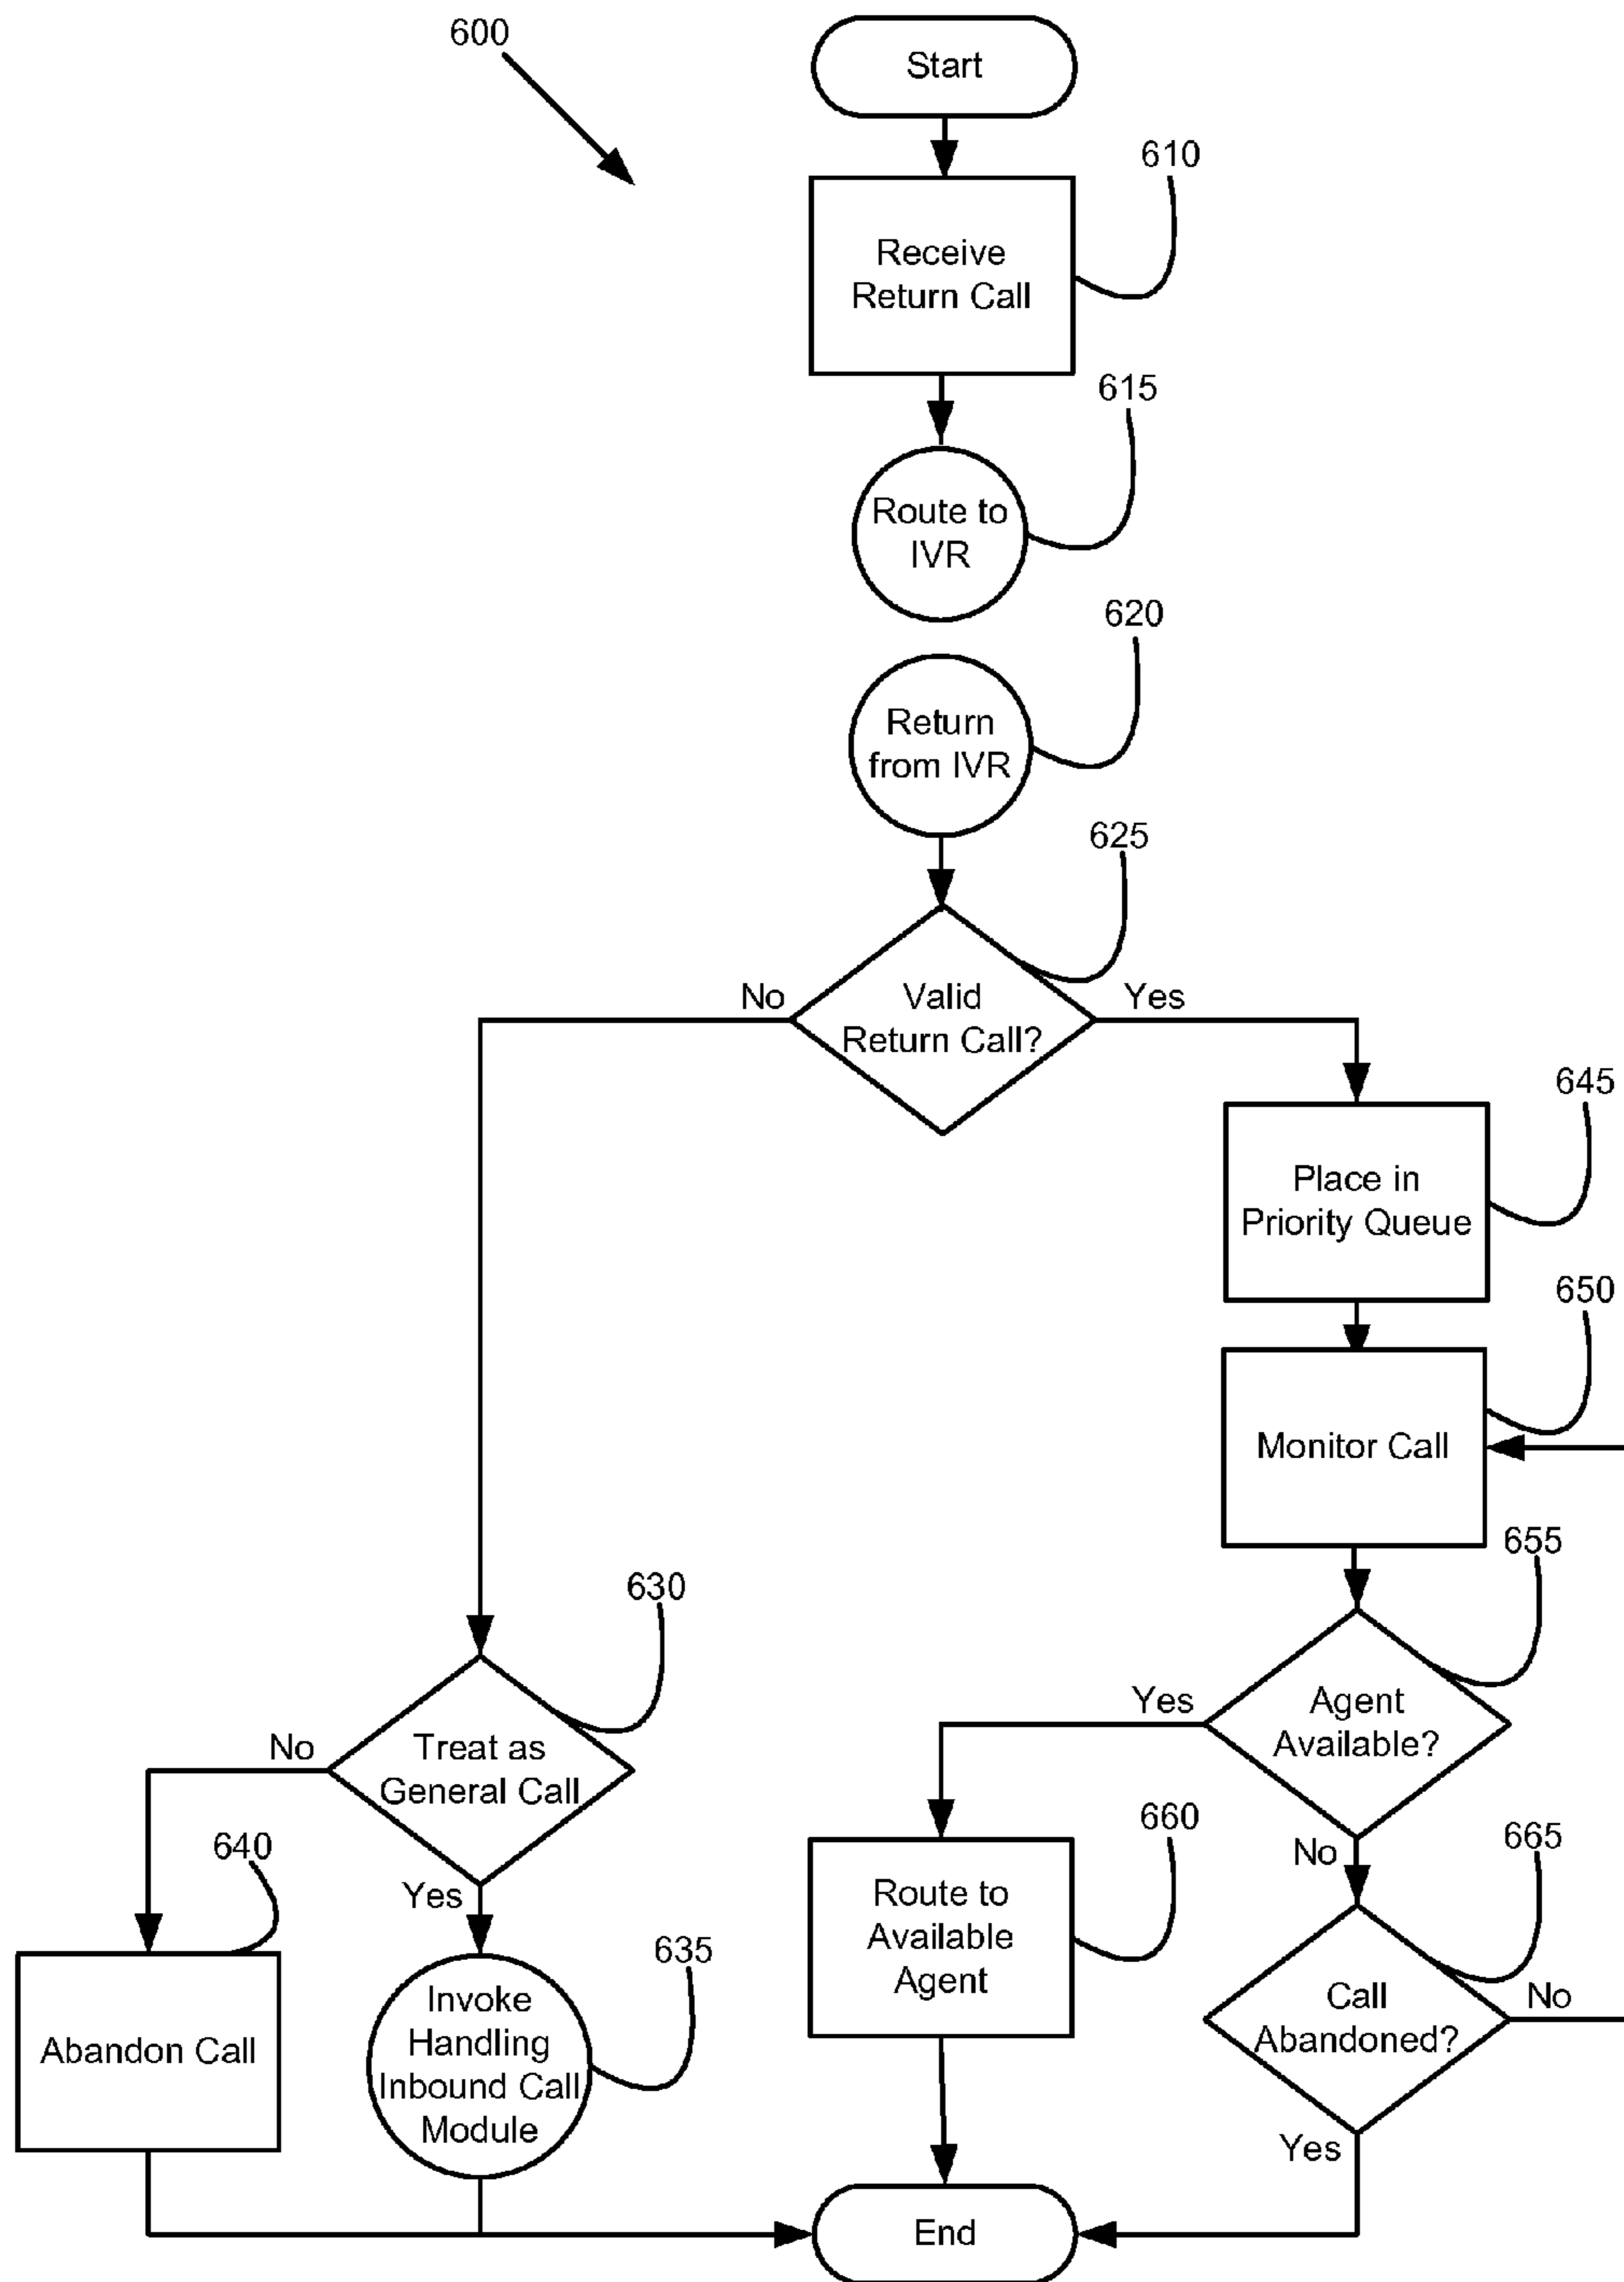 600
Start
610
Receive
Return Call
615
Route to
IVR
620
Return
from IVR
625
No
Valid
Return Call?
Yes
645
Place in
Priority Queue
650
Monitor Call
655
630
Yes
Agent
Available?
No
Treat as
General Call
640
Yes
660
No
665
Route to
Available
Agent
635
Abandon Call
Invoke
Handling
Inbound Call
Module
Call
Abandoned?
No
Yes
End